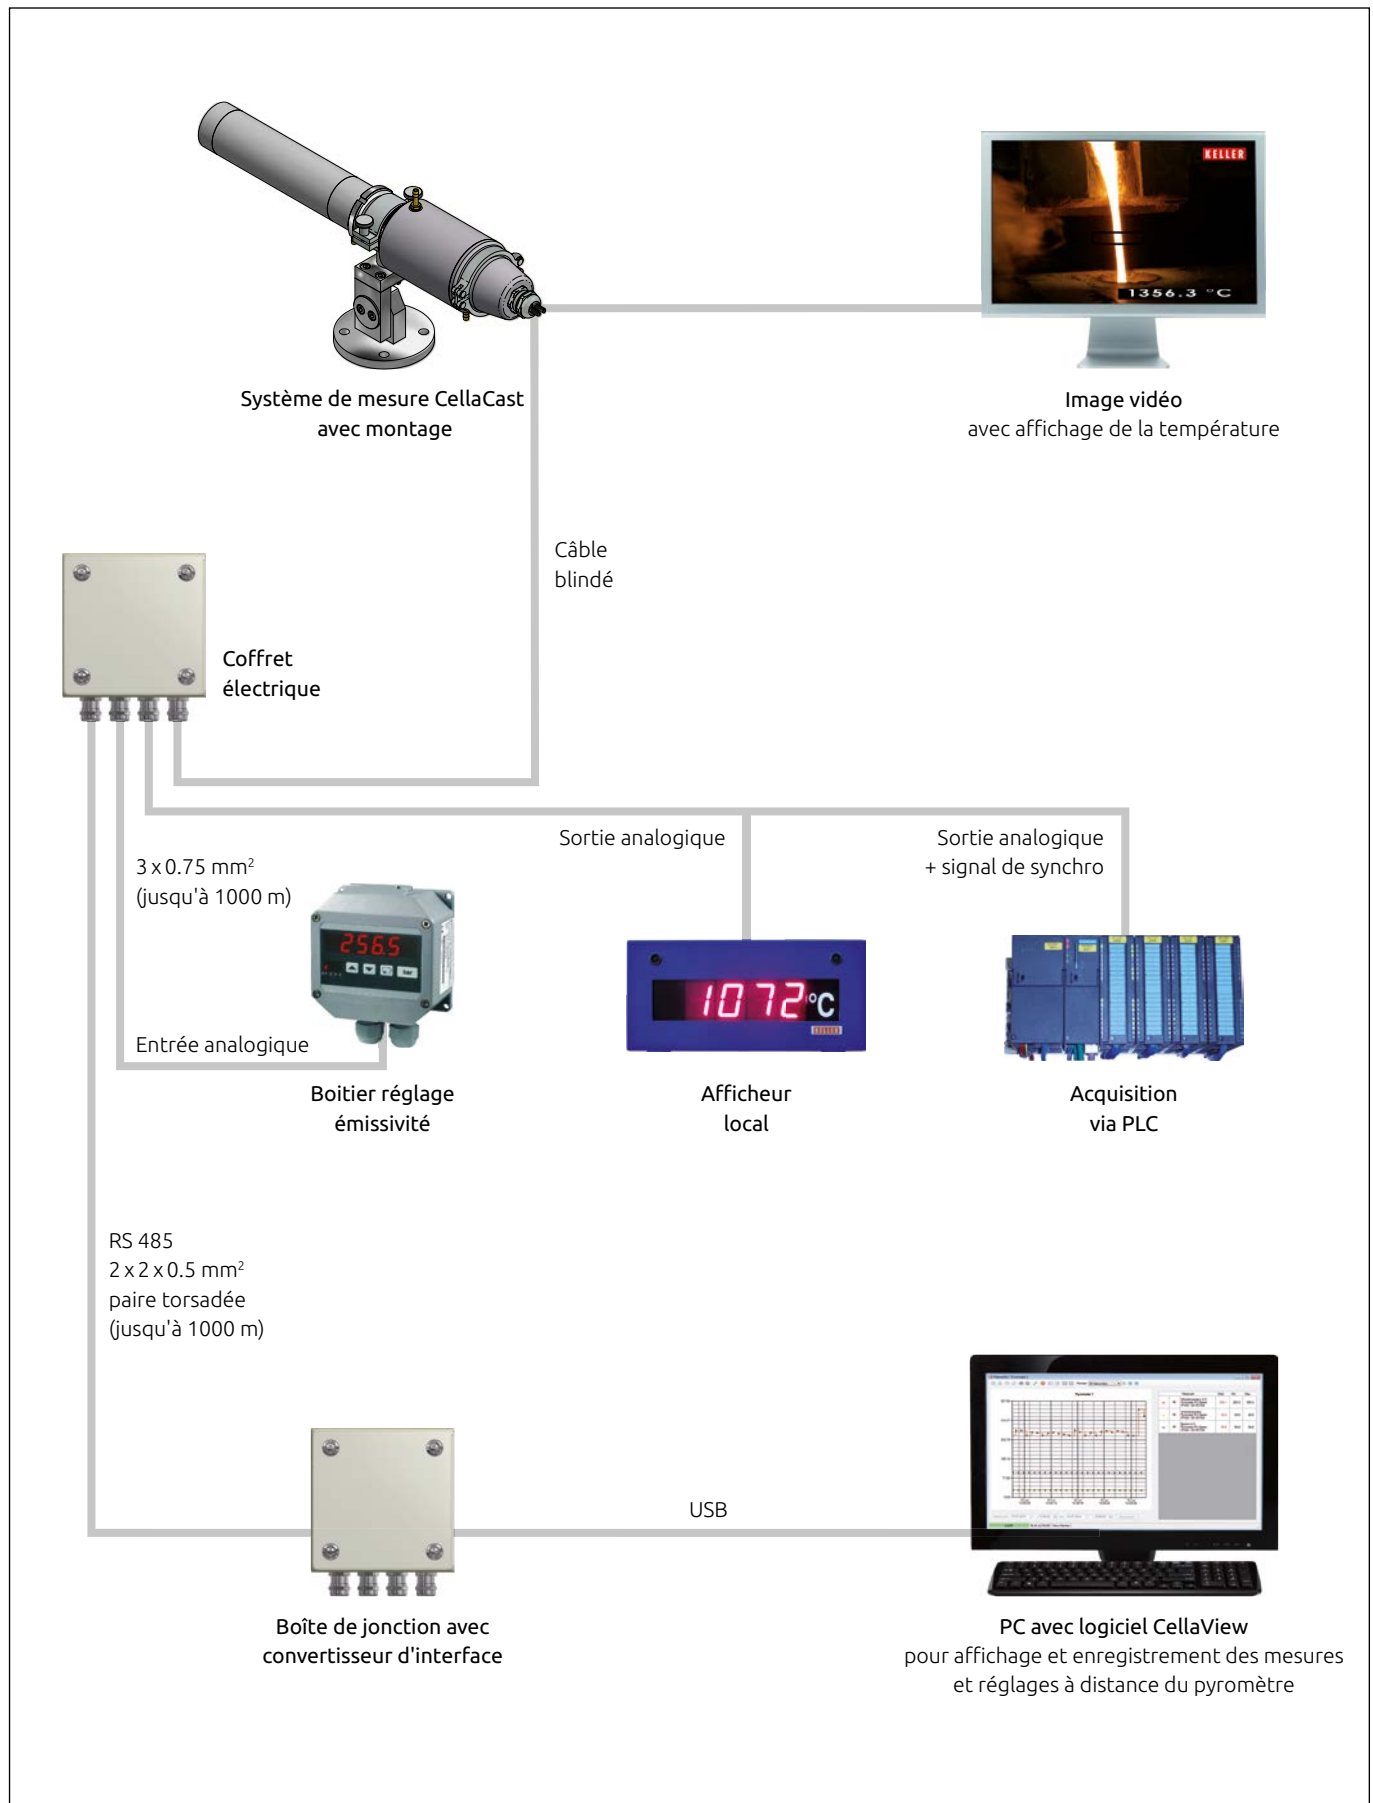 KELLER
1356.3 °C
Système de mesure CellaCast
avec montage
Image vidéo
avec affichage de la température
Câble
blindé
Coffret
électrique
Sortie analogique
Sortie analogique
+ signal de synchro
3 x 0.75 mm²
(jusqu'à 1000 m)
256.5
1072 °C
KELLER
Entrée analogique
Boitier réglage
émissivité
Afficheur
local
Acquisition
via PLC
RS 485
2 x 2 x 0.5 mm²
paire torsadée
(jusqu'à 1000 m)
USB
Boîte de jonction avec
convertisseur d'interface
PC avec logiciel CellaView
pour affichage et enregistrement des mesures
et réglages à distance du pyromètre